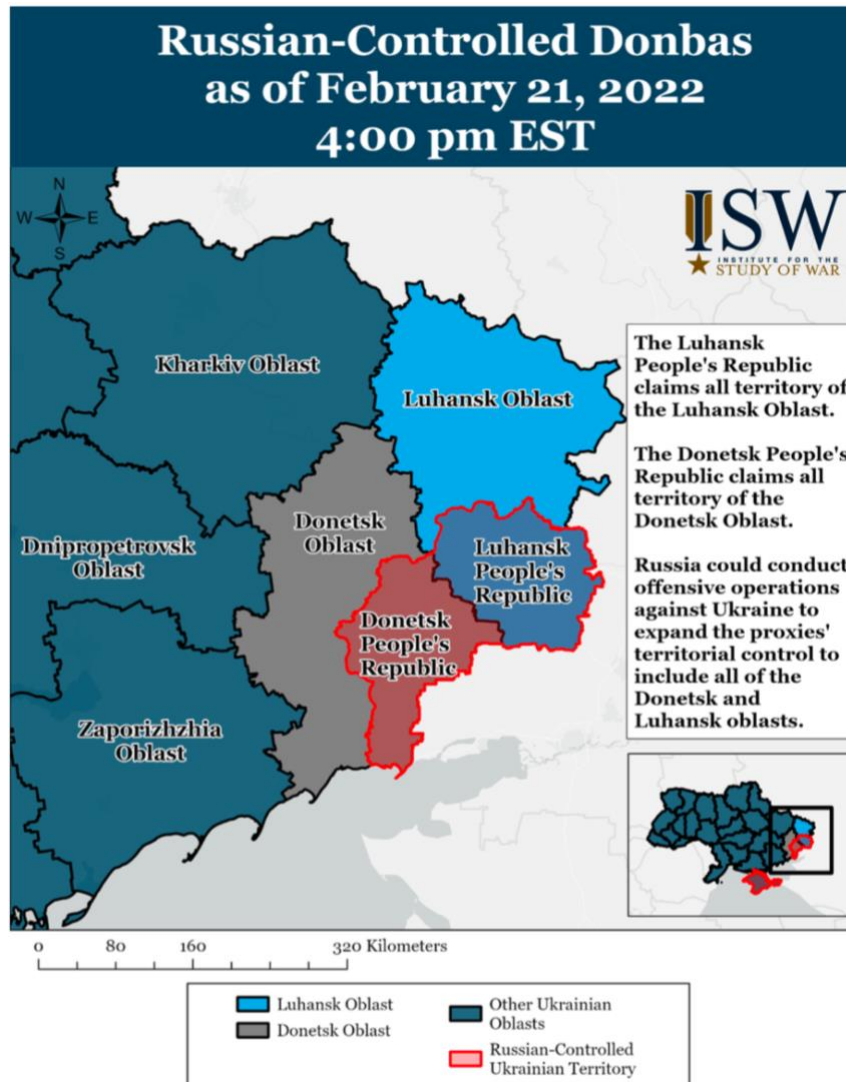 Russian-Controlled Donbas
as of February 21, 2022
4:00 pm EST
N
W E
S
ISW
INSTITUTE FOR THE
STUDY OF WAR
Kharkiv Oblast
Luhansk Oblast
The Luhansk
People's Republic
claims all territory of
the Luhansk Oblast.
The Donetsk People's
Republic claims all
territory of the
Donetsk Oblast.
Russia could conduct
offensive operations
against Ukraine to
expand the proxies'
territorial control to
include all of the
Donetsk and
Luhansk oblasts.
Donetsk
Oblast
Dnipropetrovsk
Oblast
Luhansk
People's
Republic
Donetsk
People's
Republic
Zaporizhzhia
Oblast
0 80 160 320 Kilometers
Luhansk Oblast
Donetsk Oblast
Other Ukrainian
Oblasts
Russian-Controlled
Ukrainian Territory